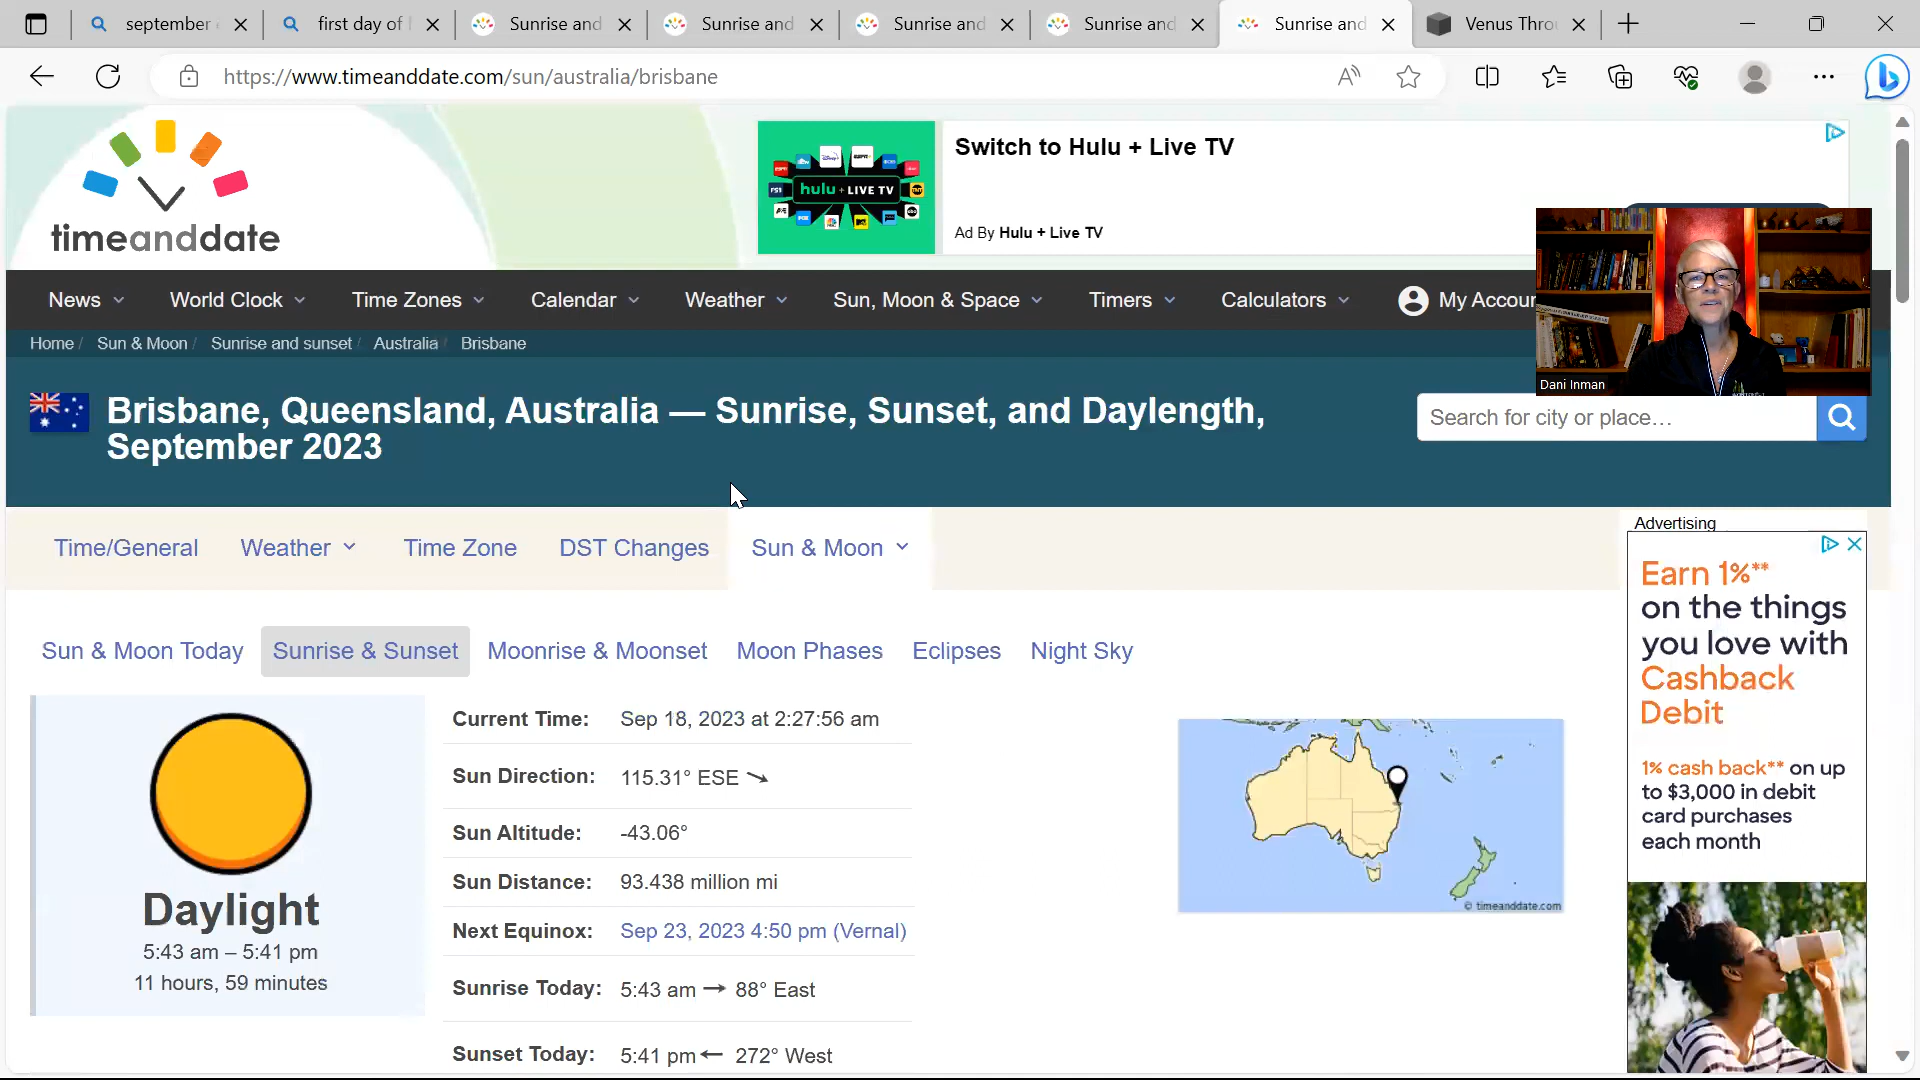 september
first day of
Sunrise and
Sunrise and
Sunrise and
Sunrise and
Sunrise and
Venus Thro
https://www.timeanddate.com/sun/australia/brisbane
timeanddate
hulu + LIVE TV
Switch to Hulu + Live TV
Ad By Hulu + Live TV
News
World Clock
Time Zones
Calendar
Weather
Sun, Moon & Space
Timers
Calculators
My Accour
Home / Sun & Moon / Sunrise and sunset / Australia / Brisbane
Dani Inman
Brisbane, Queensland, Australia — Sunrise, Sunset, and Daylength,
September 2023
Search for city or place…
Time/General
Weather
Time Zone
DST Changes
Sun & Moon
Advertising
Earn 1%**
on the things
you love with
Cashback
Debit
1% cash back** on up
to $3,000 in debit
card purchases
each month
Sun & Moon Today
Sunrise & Sunset
Moonrise & Moonset
Moon Phases
Eclipses
Night Sky
Daylight
5:43 am – 5:41 pm
11 hours, 59 minutes
Current Time: Sep 18, 2023 at 2:27:56 am
Sun Direction: 115.31° ESE ➘
Sun Altitude: -43.06°
Sun Distance: 93.438 million mi
Next Equinox: Sep 23, 2023 4:50 pm (Vernal)
Sunrise Today: 5:43 am → 88° East
Sunset Today: 5:41 pm ← 272° West
© timeanddate.com